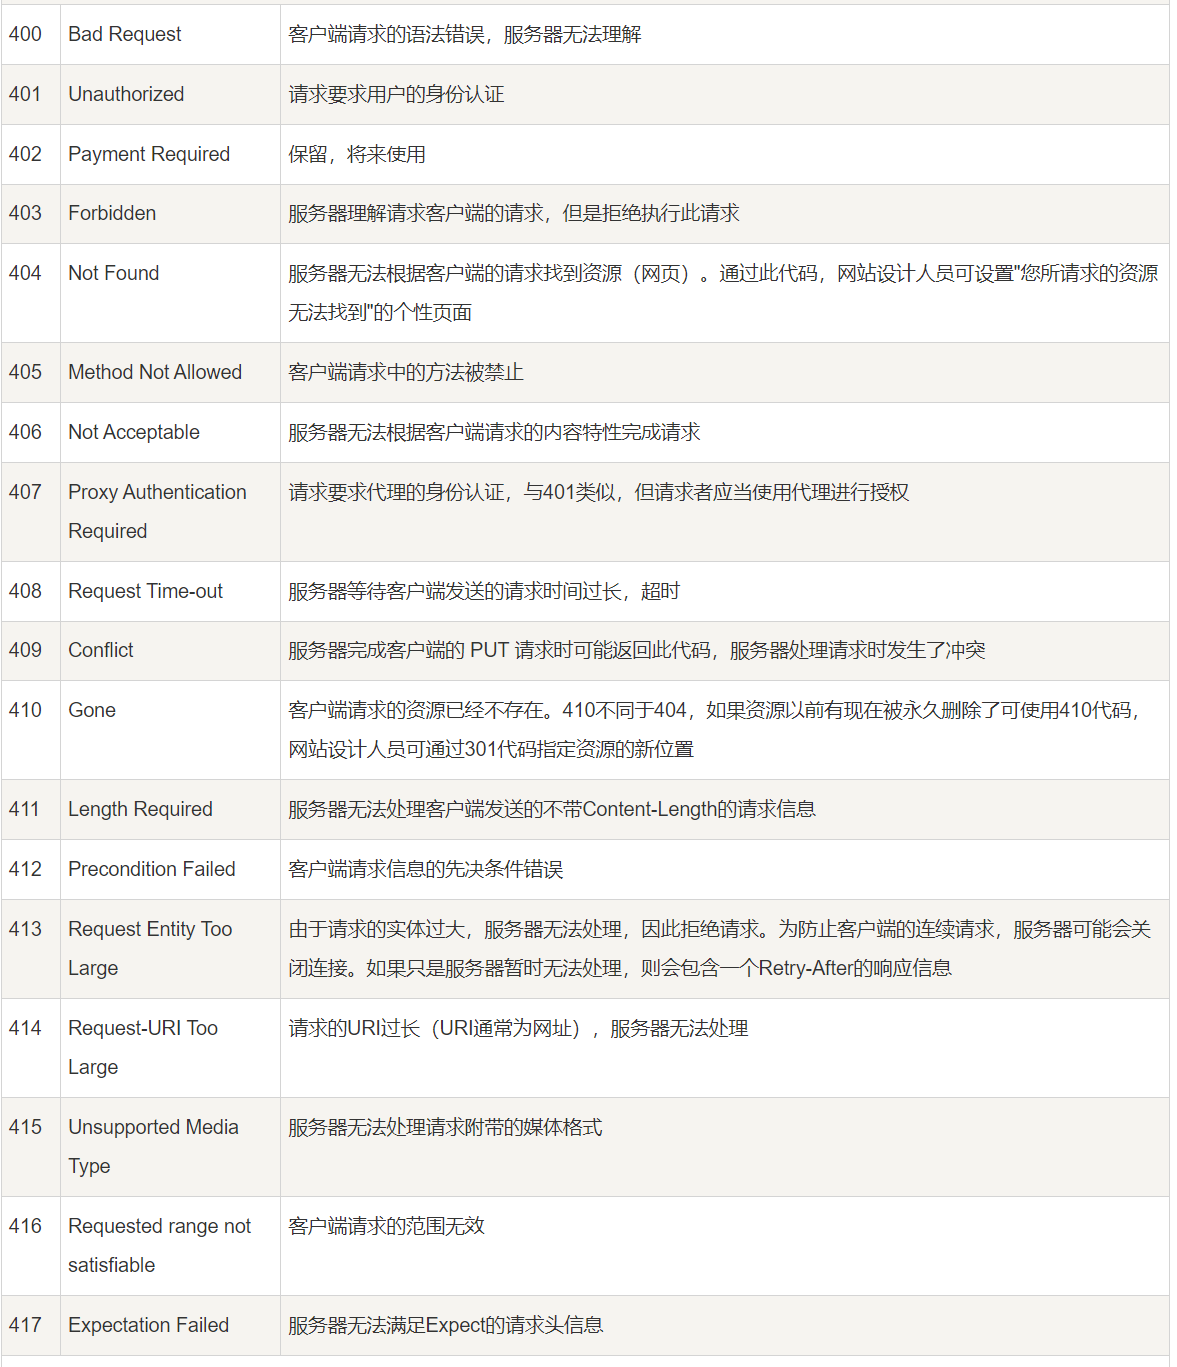 400 Bad Request 客户端请求的语法错误，服务器无法理解
401 Unauthorized 请求要求用户的身份认证
402 Payment Required 保留，将来使用
403 Forbidden 服务器理解请求客户端的请求，但是拒绝执行此请求
404 Not Found 服务器无法根据客户端的请求找到资源（网页）。通过此代码，网站设计人员可设置"您所请求的资源
无法找到"的个性页面
405 Method Not Allowed 客户端请求中的方法被禁止
406 Not Acceptable 服务器无法根据客户端请求的内容特性完成请求
407 Proxy Authentication 请求要求代理的身份认证，与401类似，但请求者应当使用代理进行授权
Required
408 Request Time-out 服务器等待客户端发送的请求时间过长，超时
409 Conflict 服务器完成客户端的 PUT 请求时可能返回此代码，服务器处理请求时发生了冲突
410 Gone 客户端请求的资源已经不存在。410不同于404，如果资源以前有现在被永久删除了可使用410代码，
网站设计人员可通过301代码指定资源的新位置
411 Length Required 服务器无法处理客户端发送的不带Content-Length的请求信息
412 Precondition Failed 客户端请求信息的先决条件错误
413 Request Entity Too 由于请求的实体过大，服务器无法处理，因此拒绝请求。为防止客户端的连续请求，服务器可能会关
Large 闭连接。如果只是服务器暂时无法处理，则会包含一个Retry-After的响应信息
414 Request-URI Too 请求的URI过长（URI通常为网址），服务器无法处理
Large
415 Unsupported Media 服务器无法处理请求附带的媒体格式
Type
416 Requested range not 客户端请求的范围无效
satisfiable
417 Expectation Failed 服务器无法满足Expect的请求头信息